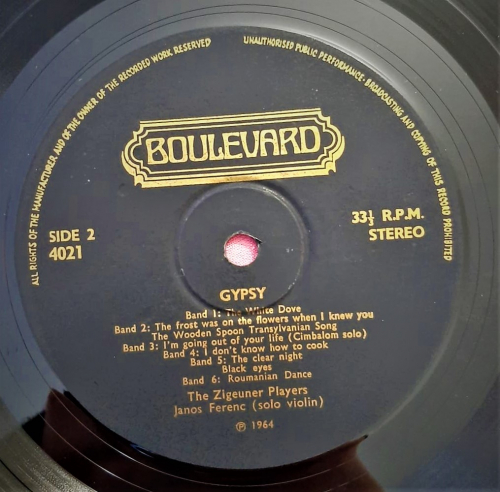 ALL RIGHTS OF THE MANUFACTURER AND OF THE OWNER OF THE RECORDED WORK RESERVED
UNAUTHORISED PUBLIC PERFORMANCE, BROADCASTING AND COPYING OF THIS RECORD PROHIBITED
BOULEVARD
SIDE 2
4021
33⅓ R.P.M.
STEREO
GYPSY
Band 1: The White Dove
Band 2: The frost was on the flowers when I knew you
The Wooden Spoon Transylvanian Song
Band 3: I'm going out of your life (Cimbalom solo)
Band 4: I don't know how to cook
Band 5: The clear night
Black eyes
Band 6: Roumanian Dance
The Zigeuner Players
Janos Ferenc (solo violin)
℗ 1964